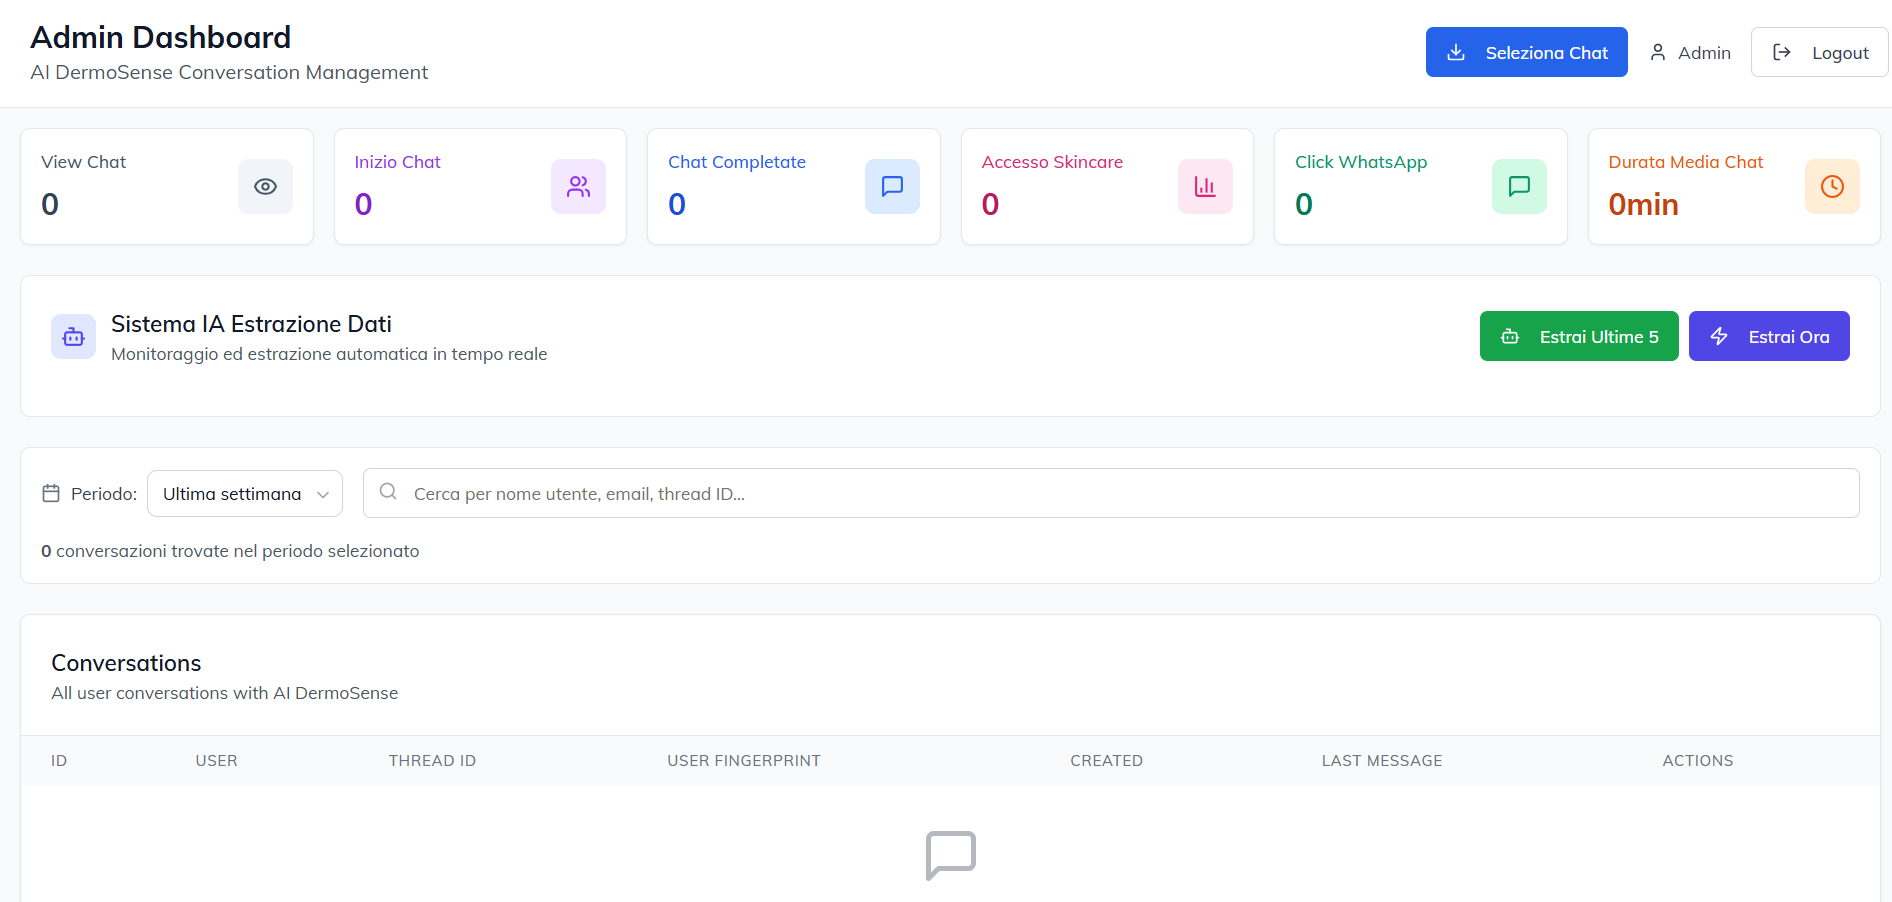 Admin Dashboard
AI DermoSense Conversation Management
Seleziona Chat
Admin
Logout
View Chat
0
Inizio Chat
0
Chat Completate
0
Accesso Skincare
0
Click WhatsApp
0
Durata Media Chat
0min
Sistema IA Estrazione Dati
Monitoraggio ed estrazione automatica in tempo reale
Estrai Ultime 5
Estrai Ora
Periodo:
Ultima settimana
Cerca per nome utente, email, thread ID...
0 conversazioni trovate nel periodo selezionato
Conversations
All user conversations with AI DermoSense
ID USER THREAD ID USER FINGERPRINT CREATED LAST MESSAGE ACTIONS